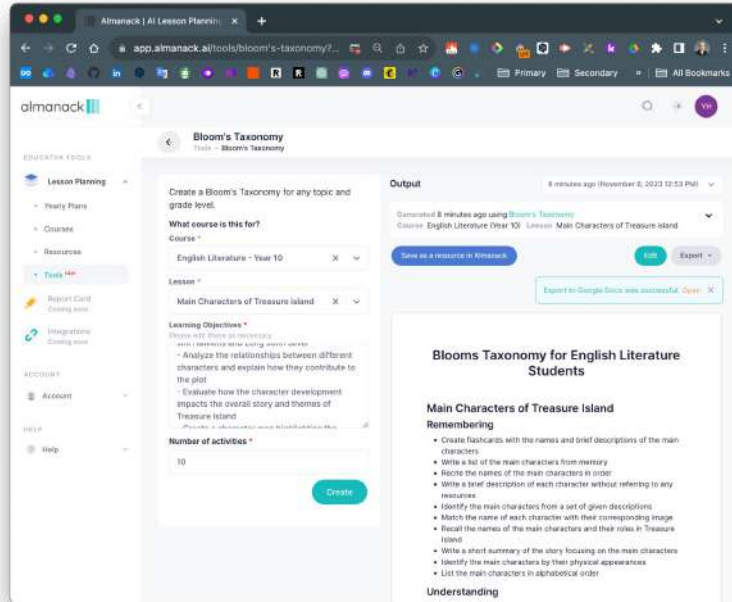 Almanack | AI Lesson Planning
app.almanack.ai/tools/bloom's-taxonomy?...
Primary
Secondary
All Bookmarks
almanack
YH
Bloom's Taxonomy
Tools • Bloom's Taxonomy
EDUCATOR TOOLS
Lesson Planning
Yearly Plans
Courses
Resources
Tools New
Report Card
Coming soon
Integrations
Coming soon
ACCOUNT
Account
HELP
Help
Create a Bloom's Taxonomy for any topic and
grade level.
What course is this for?
Course *
English Literature - Year 10
Lesson *
Main Characters of Treasure island
Learning Objectives *
Please edit these as necessary
Jim Hawkins and Long John Silver
- Analyze the relationships between different
characters and explain how they contribute to
the plot
- Evaluate how the character development
impacts the overall story and themes of
Treasure Island
- Create a character map highlighting the
Number of activities *
10
Create
Output
8 minutes ago (November 6, 2023 12:53 PM)
Generated 8 minutes ago using Bloom's Taxonomy
Course English Literature (Year 10) Lesson Main Characters of Treasure island
Save as a resource in Almanack
Edit
Export
Export to Google Docs was successful Open X
Blooms Taxonomy for English Literature
Students
Main Characters of Treasure Island
Remembering
• Create flashcards with the names and brief descriptions of the main
characters
• Write a list of the main characters from memory
• Recite the names of the main characters in order
• Write a brief description of each character without referring to any
resources
• Identify the main characters from a set of given descriptions
• Match the name of each character with their corresponding image
• Recall the names of the main characters and their roles in Treasure
Island
• Write a short summary of the story focusing on the main characters
• Identify the main characters by their physical appearances
• List the main characters in alphabetical order
Understanding